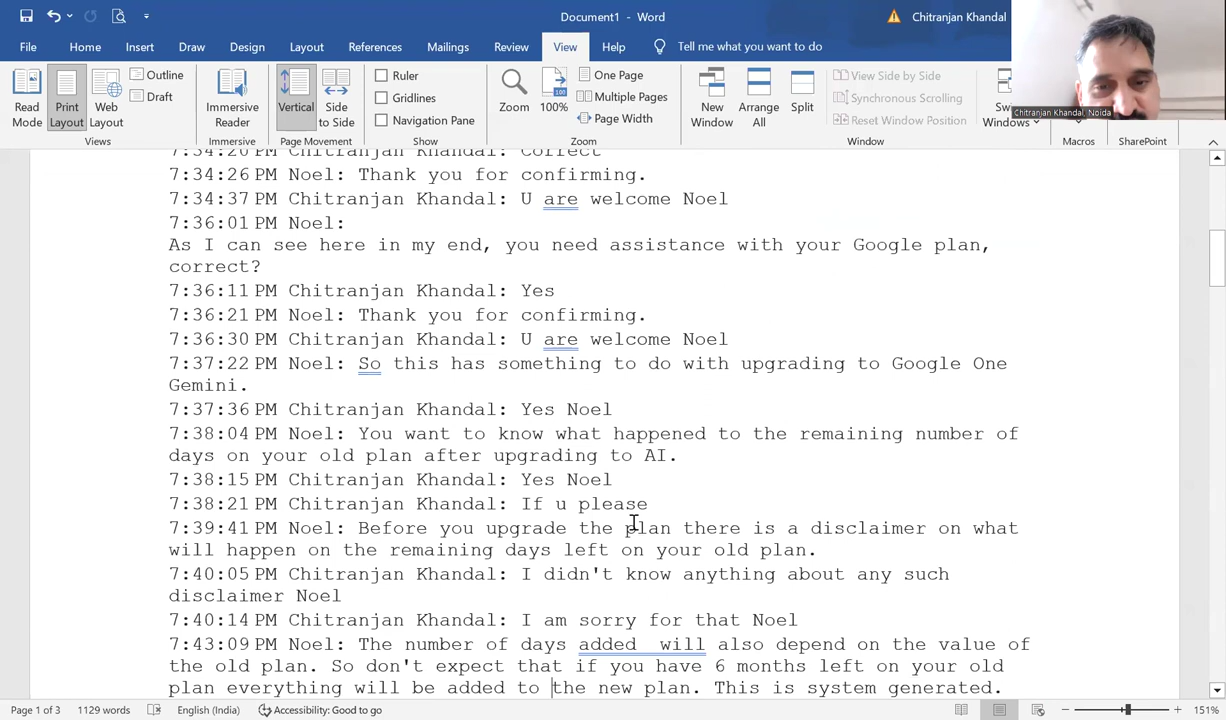 Document1 - Word
Chitranjan Khandal
File Home Insert Draw Design Layout References Mailings Review View Help Tell me what you want to do
Read Mode
Print Layout
Web Layout
Outline
Draft
Views
Immersive Reader
Immersive
Vertical
Side to Side
Page Movement
Ruler
Gridlines
Navigation Pane
Show
Zoom
100%
One Page
Multiple Pages
Page Width
Zoom
New Window
Arrange All
Split
View Side by Side
Synchronous Scrolling
Reset Window Position
Windows
Window
Macros
SharePoint
Chitranjan Khandal, Noida
7:34:20 PM Chitranjan Khandal: Correct
7:34:26 PM Noel: Thank you for confirming.
7:34:37 PM Chitranjan Khandal: U are welcome Noel
7:36:01 PM Noel:
As I can see here in my end, you need assistance with your Google plan,
correct?
7:36:11 PM Chitranjan Khandal: Yes
7:36:21 PM Noel: Thank you for confirming.
7:36:30 PM Chitranjan Khandal: U are welcome Noel
7:37:22 PM Noel: So this has something to do with upgrading to Google One
Gemini.
7:37:36 PM Chitranjan Khandal: Yes Noel
7:38:04 PM Noel: You want to know what happened to the remaining number of
days on your old plan after upgrading to AI.
7:38:15 PM Chitranjan Khandal: Yes Noel
7:38:21 PM Chitranjan Khandal: If u please
7:39:41 PM Noel: Before you upgrade the plan there is a disclaimer on what
will happen on the remaining days left on your old plan.
7:40:05 PM Chitranjan Khandal: I didn't know anything about any such
disclaimer Noel
7:40:14 PM Chitranjan Khandal: I am sorry for that Noel
7:43:09 PM Noel: The number of days added will also depend on the value of
the old plan. So don't expect that if you have 6 months left on your old
plan everything will be added to the new plan. This is system generated.
Page 1 of 3 1129 words English (India) Accessibility: Good to go 151%